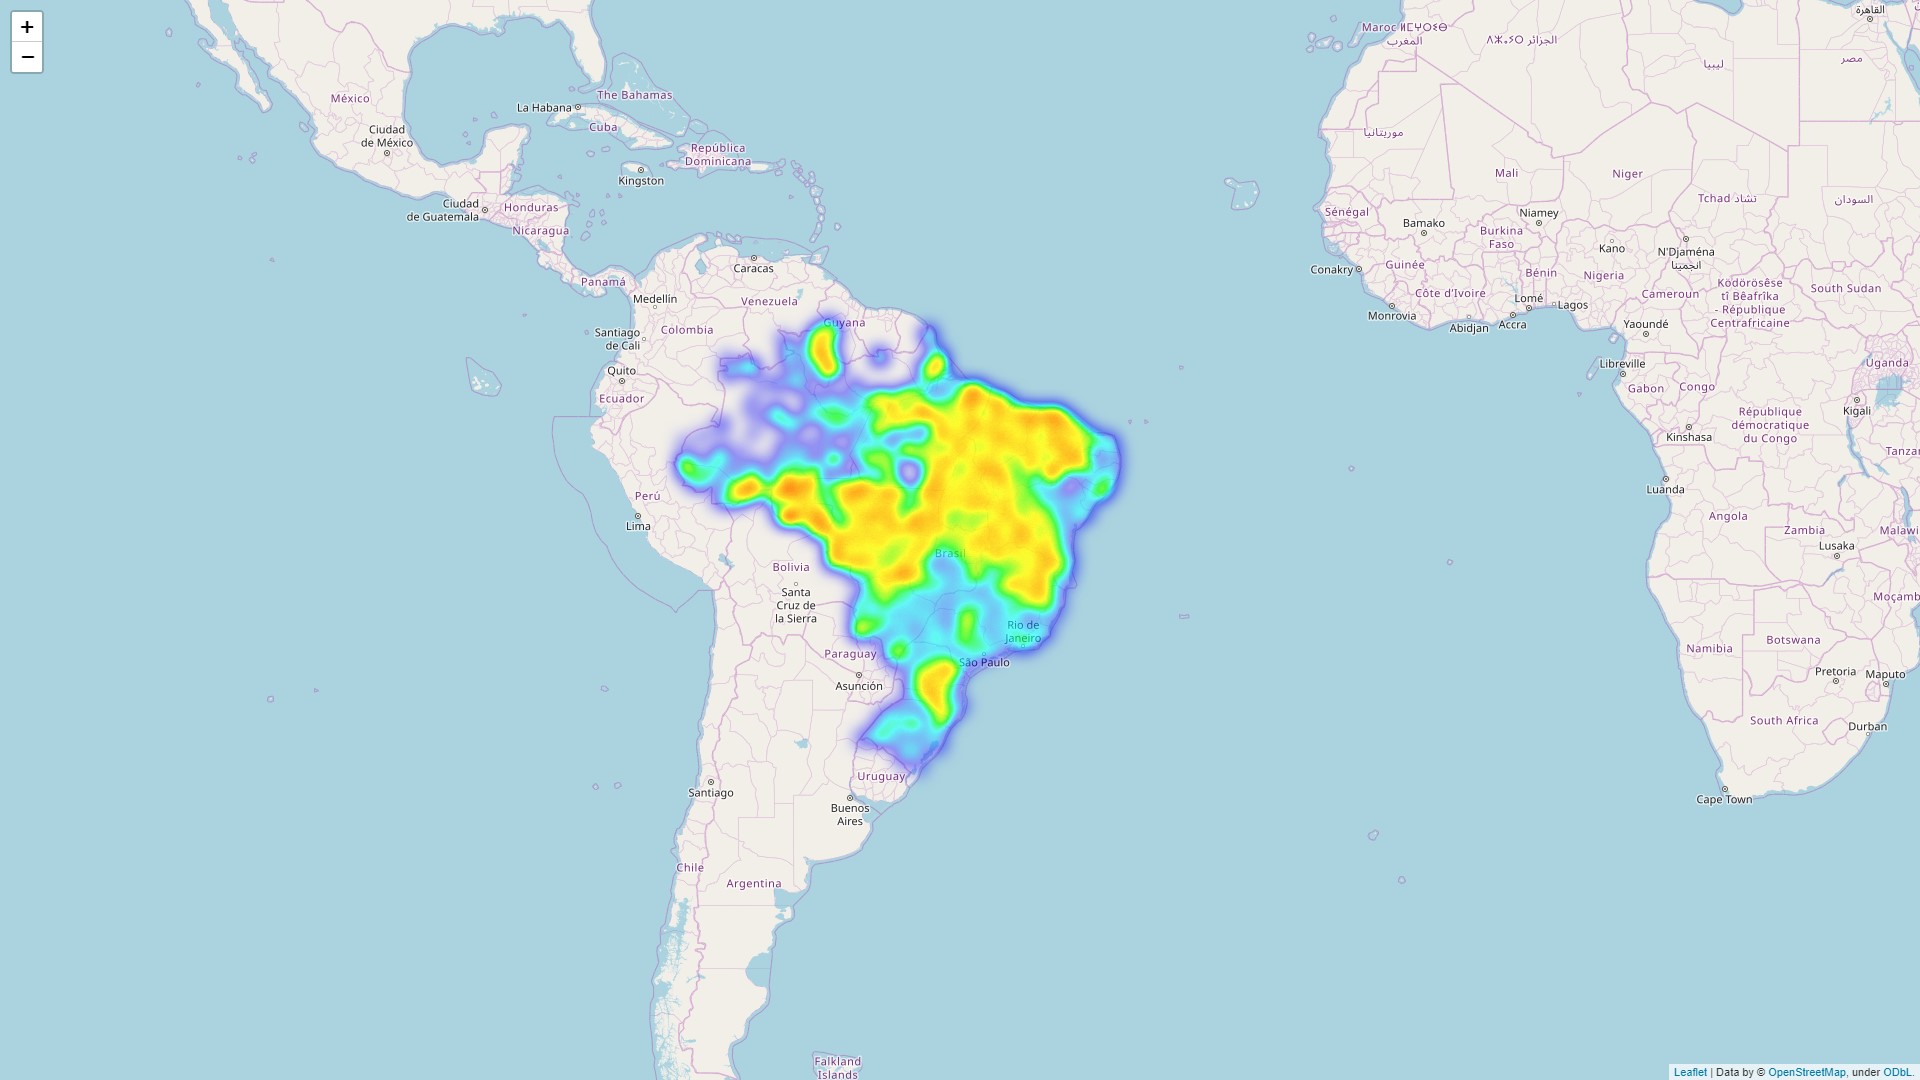 +
−
México
Ciudad
de México
La Habana
The Bahamas
Cuba
República
Dominicana
Kingston
Ciudad
de Guatemala
Honduras
Nicaragua
Panamá
Caracas
Medellín
Venezuela
Santiago
de Cali
Colombia
Guyana
Quito
Ecuador
Perú
Lima
Brasil
Bolivia
Santa
Cruz de
la Sierra
Rio de
Janeiro
São Paulo
Paraguay
Asunción
Uruguay
Santiago
Buenos
Aires
Chile
Argentina
Falkland
Islands
Maroc ⵍⵎⵖⵔⵉⴱ
المغرب
الجزائر
ليبيا
القاهرة
مصر
موريتانيا
Mali
Niger
Tchad تشاد
السودان
Sénégal
Bamako
Niamey
Burkina
Faso
Kano
N'Djaména
انجمينا
Conakry
Guinée
Bénin
Nigeria
Côte d'Ivoire
Lomé
Lagos
Cameroun
Ködörösêse
tî Bêafrîka
- République
Centrafricaine
South Sudan
Monrovia
Abidjan
Accra
Yaoundé
Libreville
Gabon
Congo
Uganda
Kigali
République
démocratique
du Congo
Kinshasa
Tanzan
Luanda
Angola
Zambia
Malawi
Lusaka
Moçamb
Namibia
Botswana
Pretoria
Maputo
South Africa
Durban
Cape Town
Leaflet | Data by © OpenStreetMap, under ODbL.